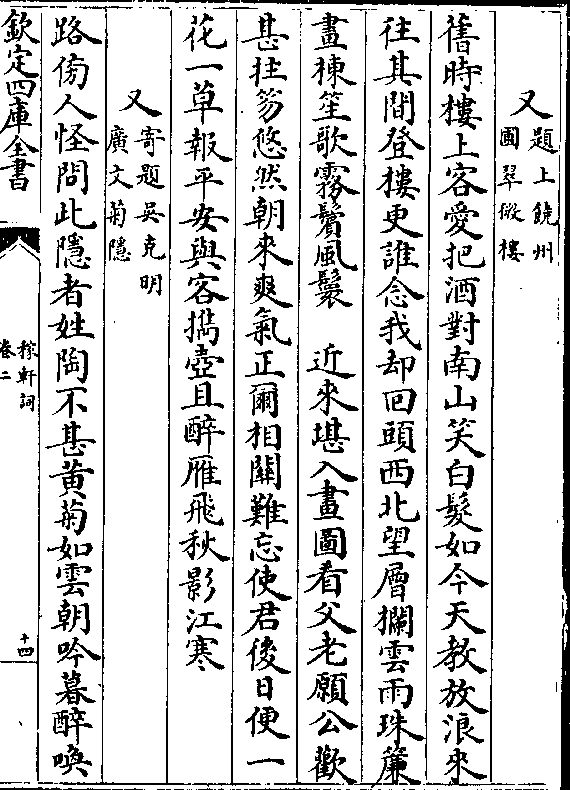 又
題上饒州
圃翠微樓
舊時樓上客愛把酒對南山笑白髮如今天教放浪來
往其間登樓更誰念我却回頭西北望層攔雲雨珠簾
畫棟笙歌霧鬢風鬟 近來堪入畫圖看父老願公歡
甚拄笏悠然朝來爽氣正爾相關難忘使君後日便一
花一草報平安與客擕壺且醉雁飛秋影江寒
又
寄題吳克明
廣文菊隱
路傍人怪問此隱者姓陶不甚黄菊如雲朝吟暮醉喚
欽定四庫全書
稼軒詞
卷二
十四